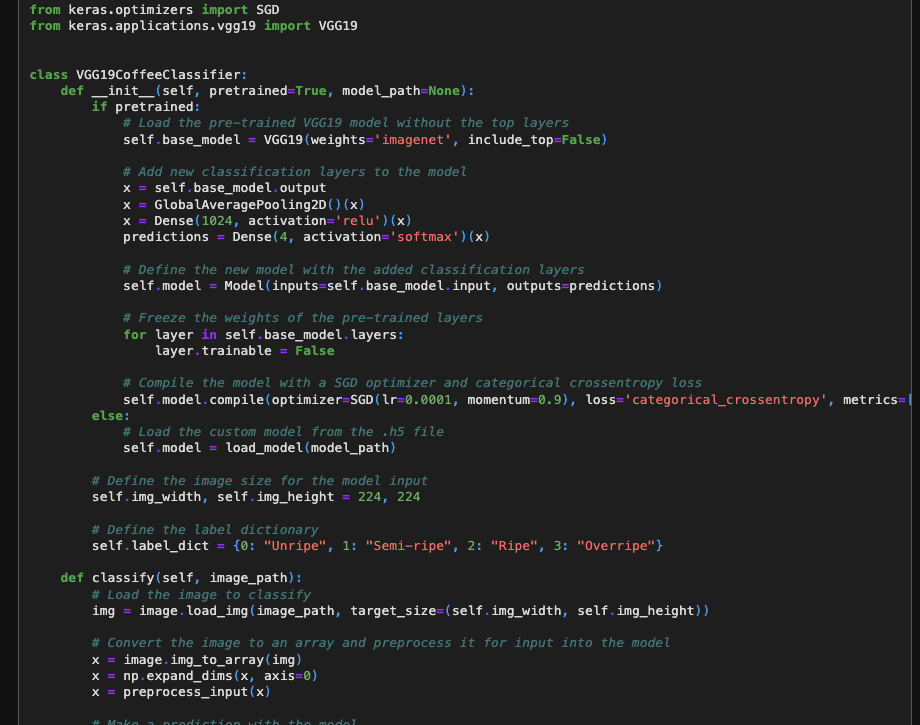 from keras.optimizers import SGD
from keras.applications.vgg19 import VGG19
class VGG19CoffeeClassifier:
    def __init__(self, pretrained=True, model_path=None):
        if pretrained:
            # Load the pre-trained VGG19 model without the top layers
            self.base_model = VGG19(weights='imagenet', include_top=False)
            # Add new classification layers to the model
            x = self.base_model.output
            x = GlobalAveragePooling2D()(x)
            x = Dense(1024, activation='relu')(x)
            predictions = Dense(4, activation='softmax')(x)
            # Define the new model with the added classification layers
            self.model = Model(inputs=self.base_model.input, outputs=predictions)
            # Freeze the weights of the pre-trained layers
            for layer in self.base_model.layers:
                layer.trainable = False
            # Compile the model with a SGD optimizer and categorical crossentropy loss
            self.model.compile(optimizer=SGD(lr=0.0001, momentum=0.9), loss='categorical_crossentropy', metrics=[
        else:
            # Load the custom model from the .h5 file
            self.model = load_model(model_path)
        # Define the image size for the model input
        self.img_width, self.img_height = 224, 224
        # Define the label dictionary
        self.label_dict = {0: "Unripe", 1: "Semi-ripe", 2: "Ripe", 3: "Overripe"}
    def classify(self, image_path):
        # Load the image to classify
        img = image.load_img(image_path, target_size=(self.img_width, self.img_height))
        # Convert the image to an array and preprocess it for input into the model
        x = image.img_to_array(img)
        x = np.expand_dims(x, axis=0)
        x = preprocess_input(x)
        # Make a prediction with the model